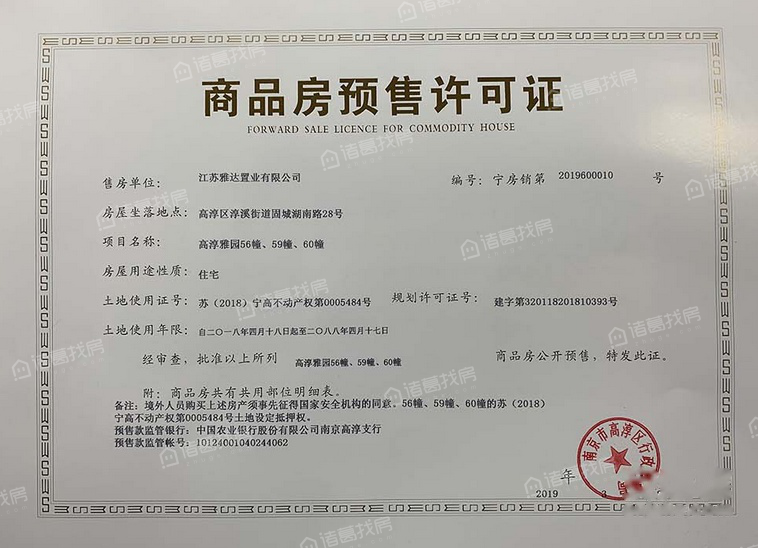 商品房预售许可证
FORWARD SALE LICENCE FOR COMMODITY HOUSE
售房单位: 江苏雅达置业有限公司 编号: 宁房销第 2019600010 号
房屋坐落地点: 高淳区淳溪街道固城湖南路28号
项目名称: 高淳雅园56幢、59幢、60幢
房屋用途性质: 住宅
土地使用证号: 苏（2018）宁高不动产权第0005484号 规划许可证号: 建字第320118201810393号
土地使用年限: 自二〇一八年四月十八日起至二〇八八年四月十七日
经审查，批准以上所列 高淳雅园56幢、59幢、60幢 商品房公开预售，特发此证。
附: 商品房共有共用部位明细表。
备注: 境外人员购买上述房产须事先征得国家安全机构的同意。56幢、59幢、60幢的苏（2018）
宁高不动产权第0005484号土地设定抵押权。
预售款监管银行: 中国农业银行股份有限公司南京高淳支行
预售款监管帐号: 10124001040244062
南京市高淳区行政
年
2019 3
诸葛找房